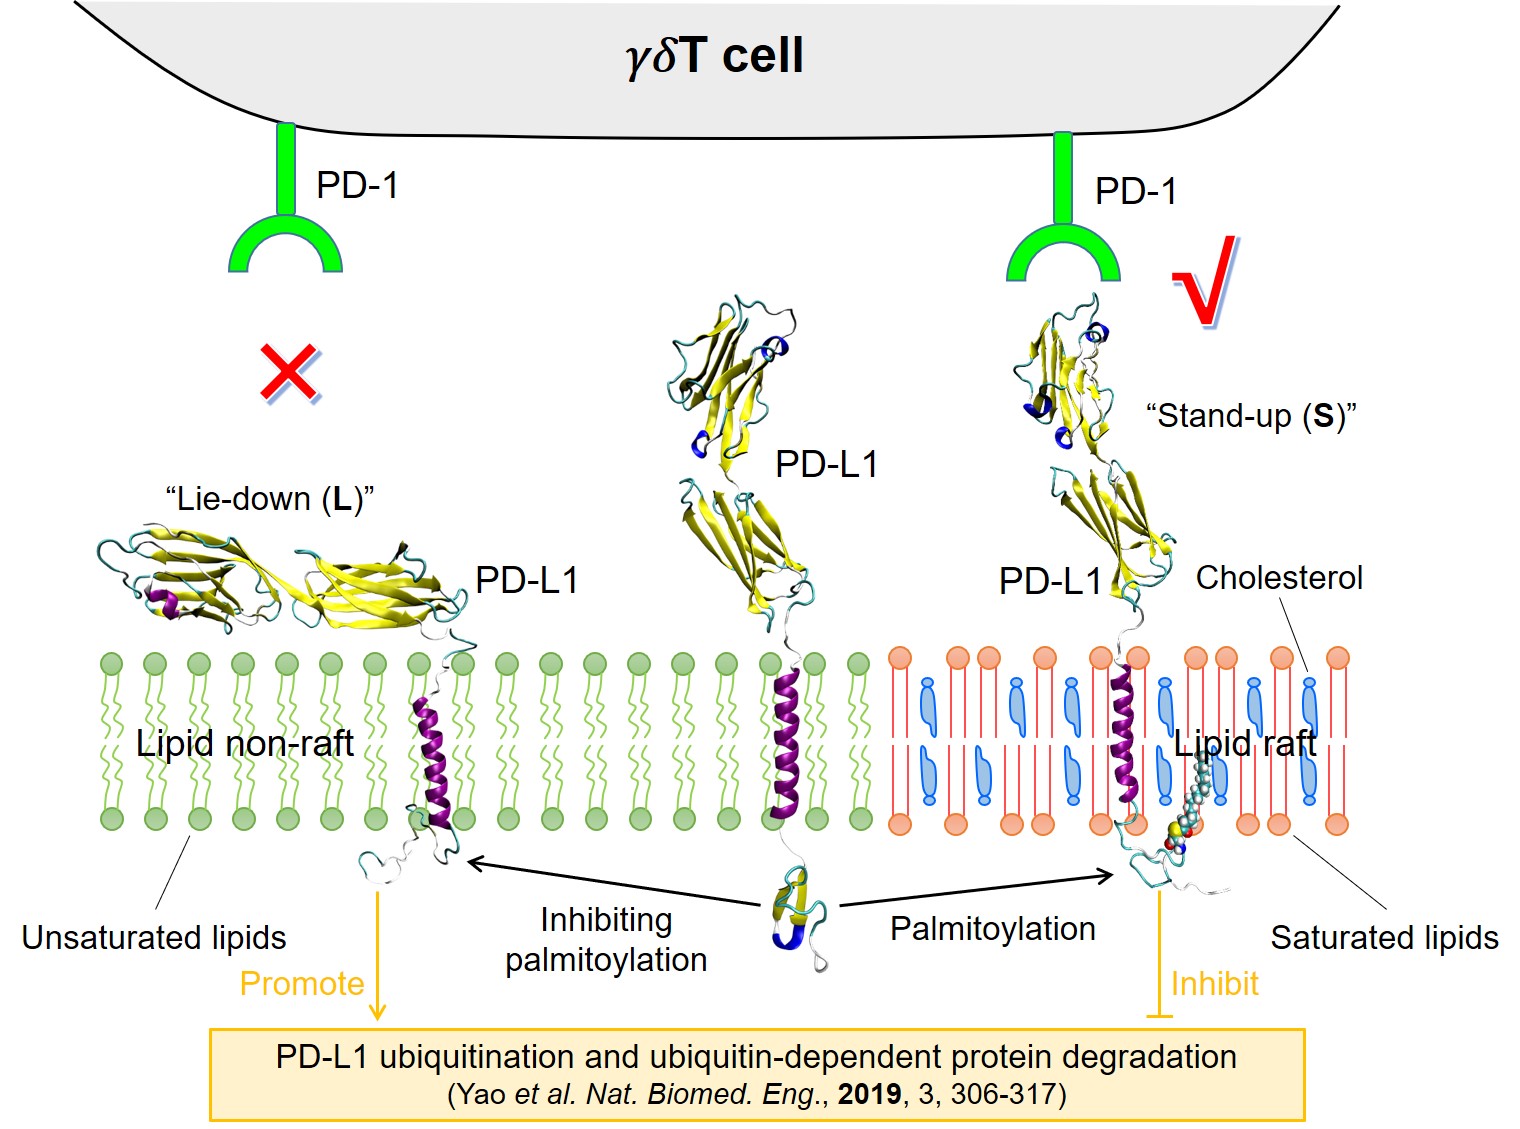 γδT cell
PD-1
PD-1
“Stand-up (S)”
PD-L1
“Lie-down (L)”
PD-L1
PD-L1
Cholesterol
Lipid non-raft
Lipid raft
Unsaturated lipids
Inhibiting
palmitoylation
Palmitoylation
Saturated lipids
Promote
Inhibit
PD-L1 ubiquitination and ubiquitin-dependent protein degradation
(Yao et al. Nat. Biomed. Eng., 2019, 3, 306-317)